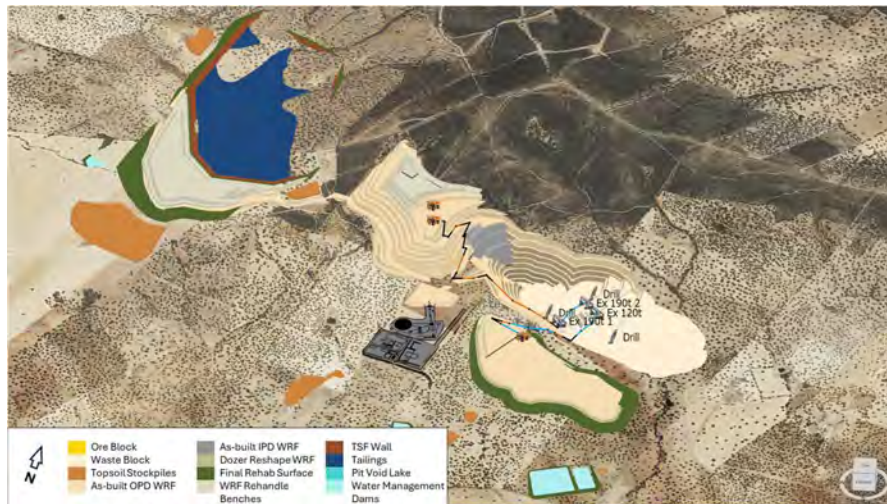 Drill
Ex 190t 2
Drill
Ex 120t
Ex 190t 1
Drill
N
Ore Block
Waste Block
Topsoil Stockpiles
As-built OPD WRF
As-built IPD WRF
Dozer Reshape WRF
Final Rehab Surface
WRF Rehandle
Benches
TSF Wall
Tailings
Pit Void Lake
Water Management
Dams